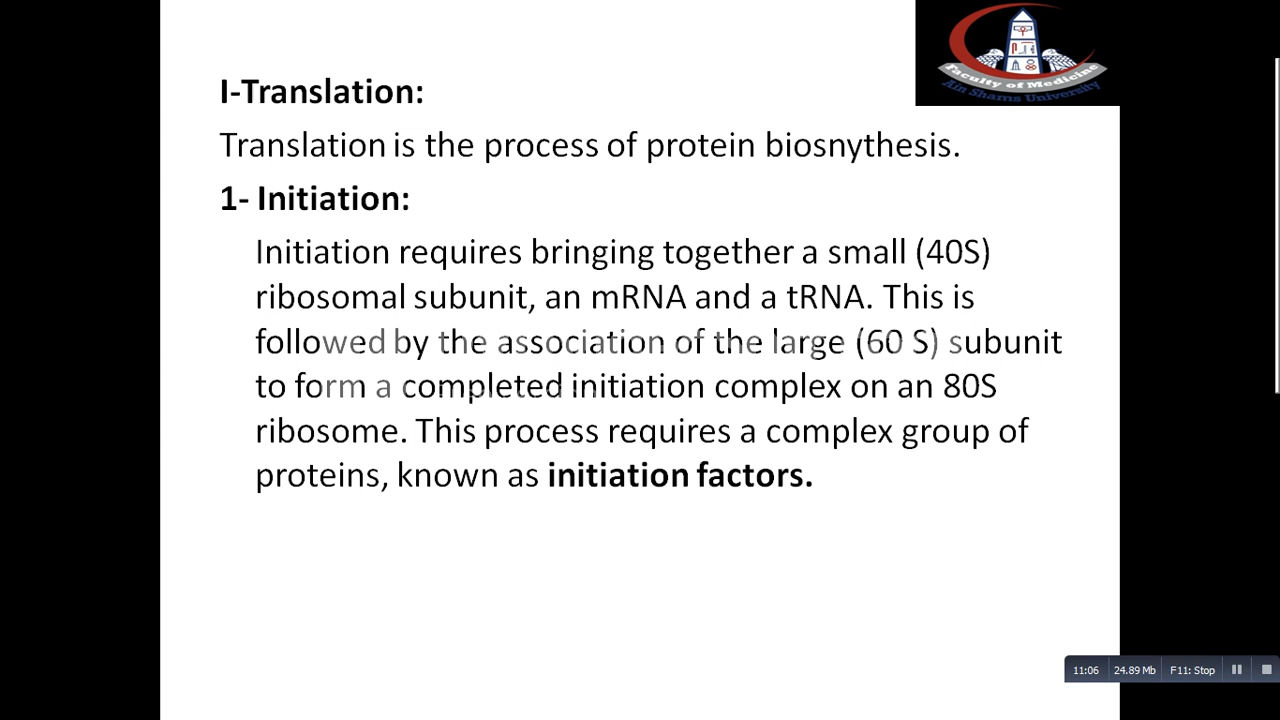 Faculty of Medicine
Ain Shams University
I-Translation:
Translation is the process of protein biosnythesis.
1- Initiation:
Initiation requires bringing together a small (40S)
ribosomal subunit, an mRNA and a tRNA. This is
followed by the association of the large (60 S) subunit
to form a completed initiation complex on an 80S
ribosome. This process requires a complex group of
proteins, known as initiation factors.
11:06 24.89 Mb F11: Stop